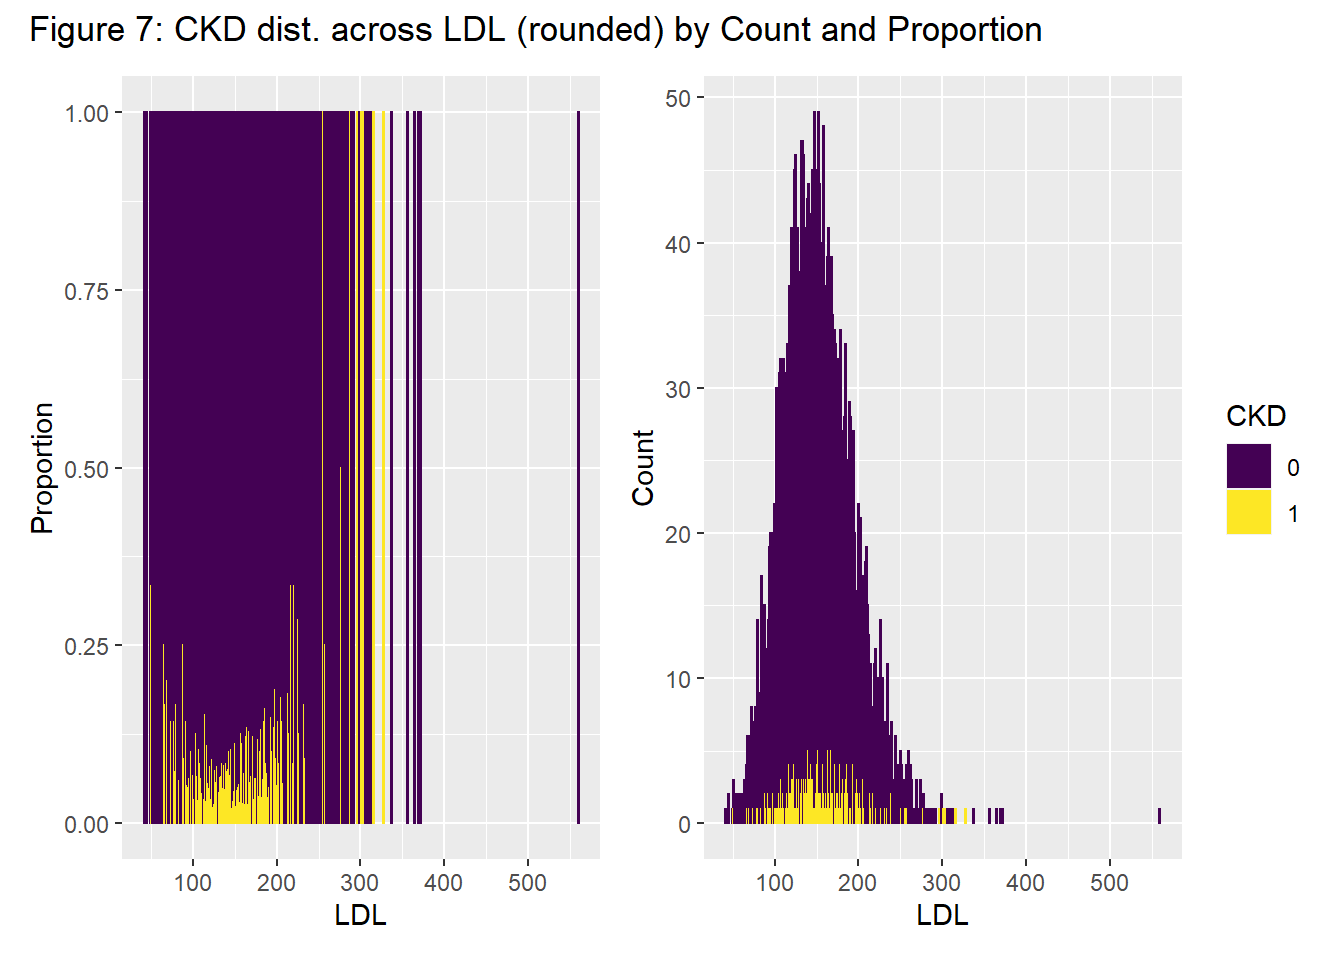 Figure 7: CKD dist. across LDL (rounded) by Count and Proportion
Proportion
1.00
0.75
0.50
0.25
0.00
100 200 300 400 500
LDL
Count
50
40
30
20
10
0
100 200 300 400 500
LDL
CKD
0
1